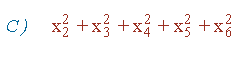 C) x₂² + x₃² + x₄² + x₅² + x₆²